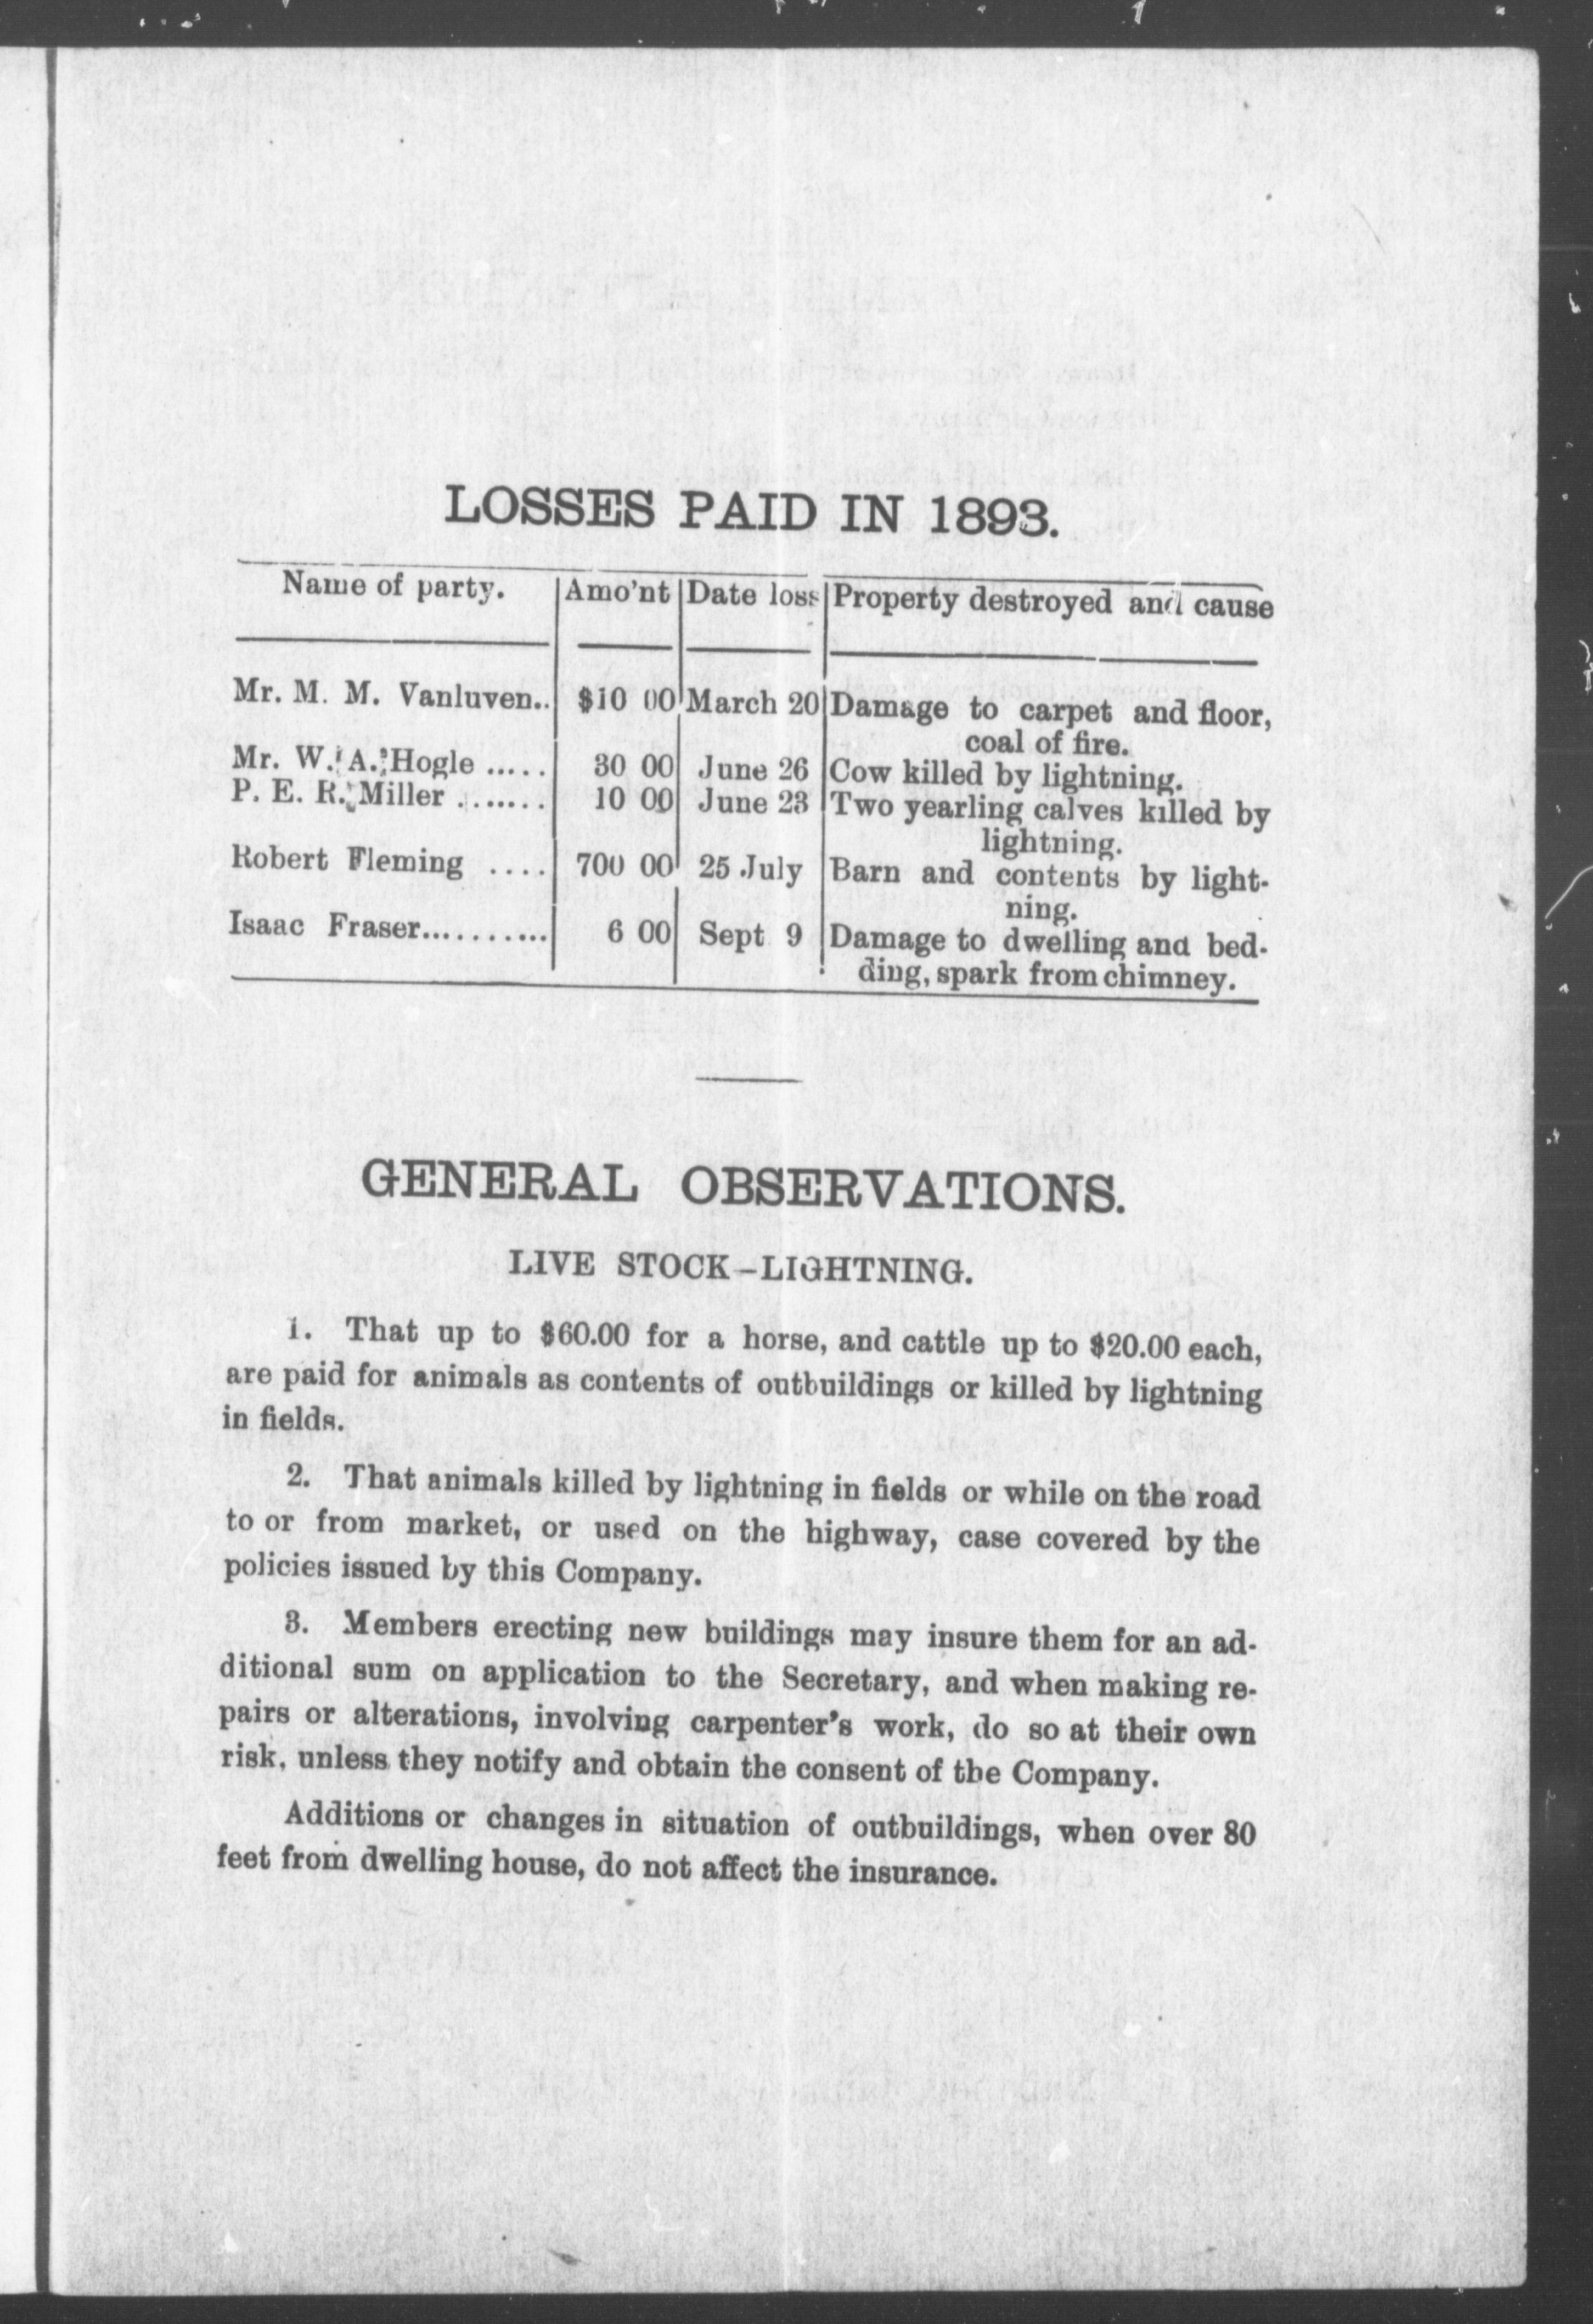 LOSSES PAID IN 1893.
Name of party. Amo'nt Date loss Property destroyed and cause
Mr. M. M. Vanluven.. $10 00 March 20 Damage to carpet and floor,
coal of fire.
Mr. W. A. Hogle ..... 30 00 June 26 Cow killed by lightning.
P. E. R. Miller ....... 10 00 June 23 Two yearling calves killed by
lightning.
Robert Fleming .... 700 00 25 July Barn and contents by light-
ning.
Isaac Fraser.......... 6 00 Sept 9 Damage to dwelling and bed-
ding, spark from chimney.
GENERAL OBSERVATIONS.
LIVE STOCK-LIGHTNING.
1. That up to $60.00 for a horse, and cattle up to $20.00 each,
are paid for animals as contents of outbuildings or killed by lightning
in fields.
2. That animals killed by lightning in fields or while on the road
to or from market, or used on the highway, case covered by the
policies issued by this Company.
3. Members erecting new buildings may insure them for an ad-
ditional sum on application to the Secretary, and when making re-
pairs or alterations, involving carpenter's work, do so at their own
risk, unless they notify and obtain the consent of the Company.
Additions or changes in situation of outbuildings, when over 80
feet from dwelling house, do not affect the insurance.